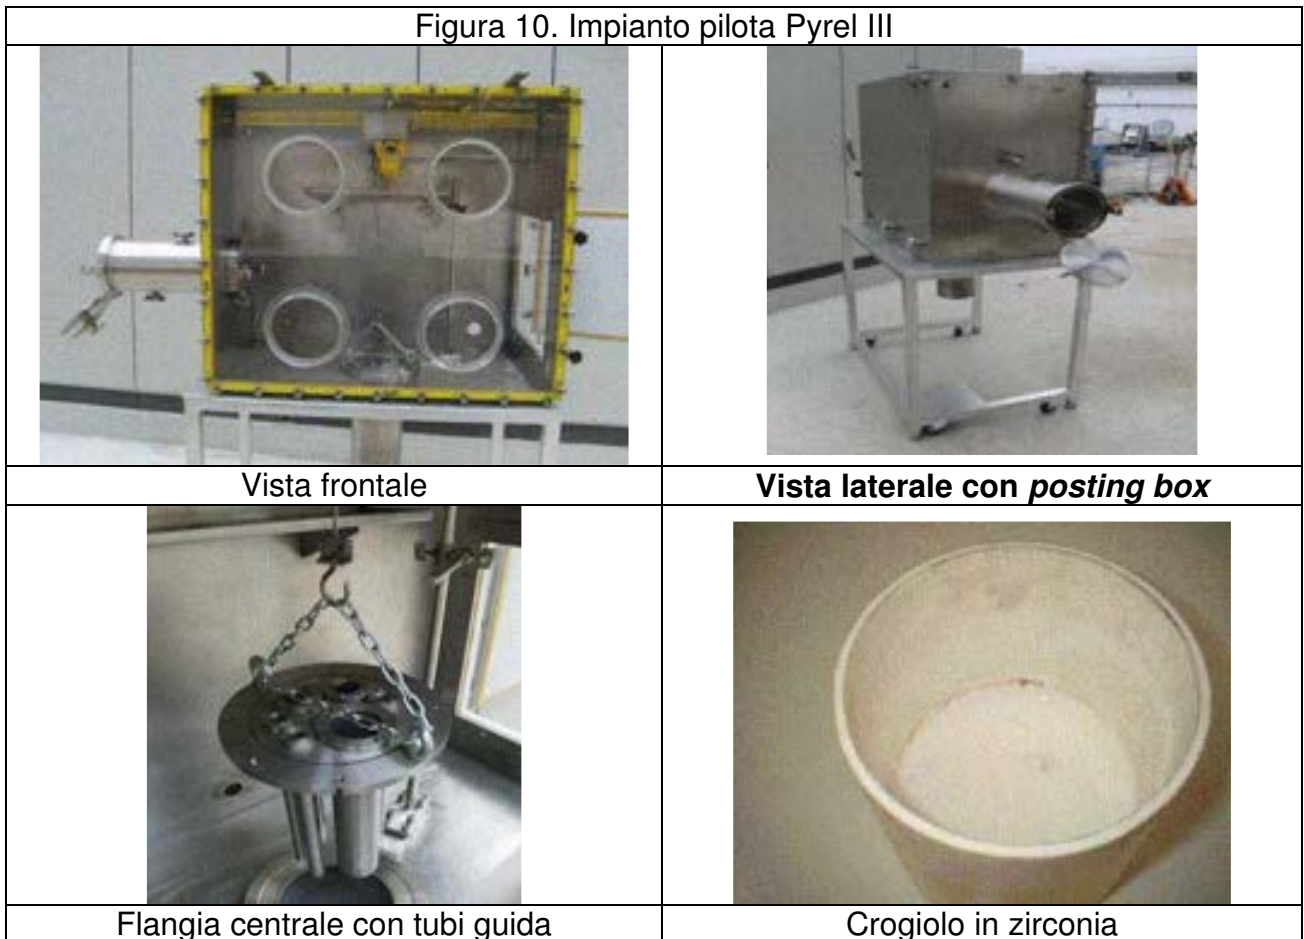 Figura 10. Impianto pilota Pyrel III
Vista frontale
Vista laterale con posting box
Flangia centrale con tubi guida
Crogiolo in zirconia